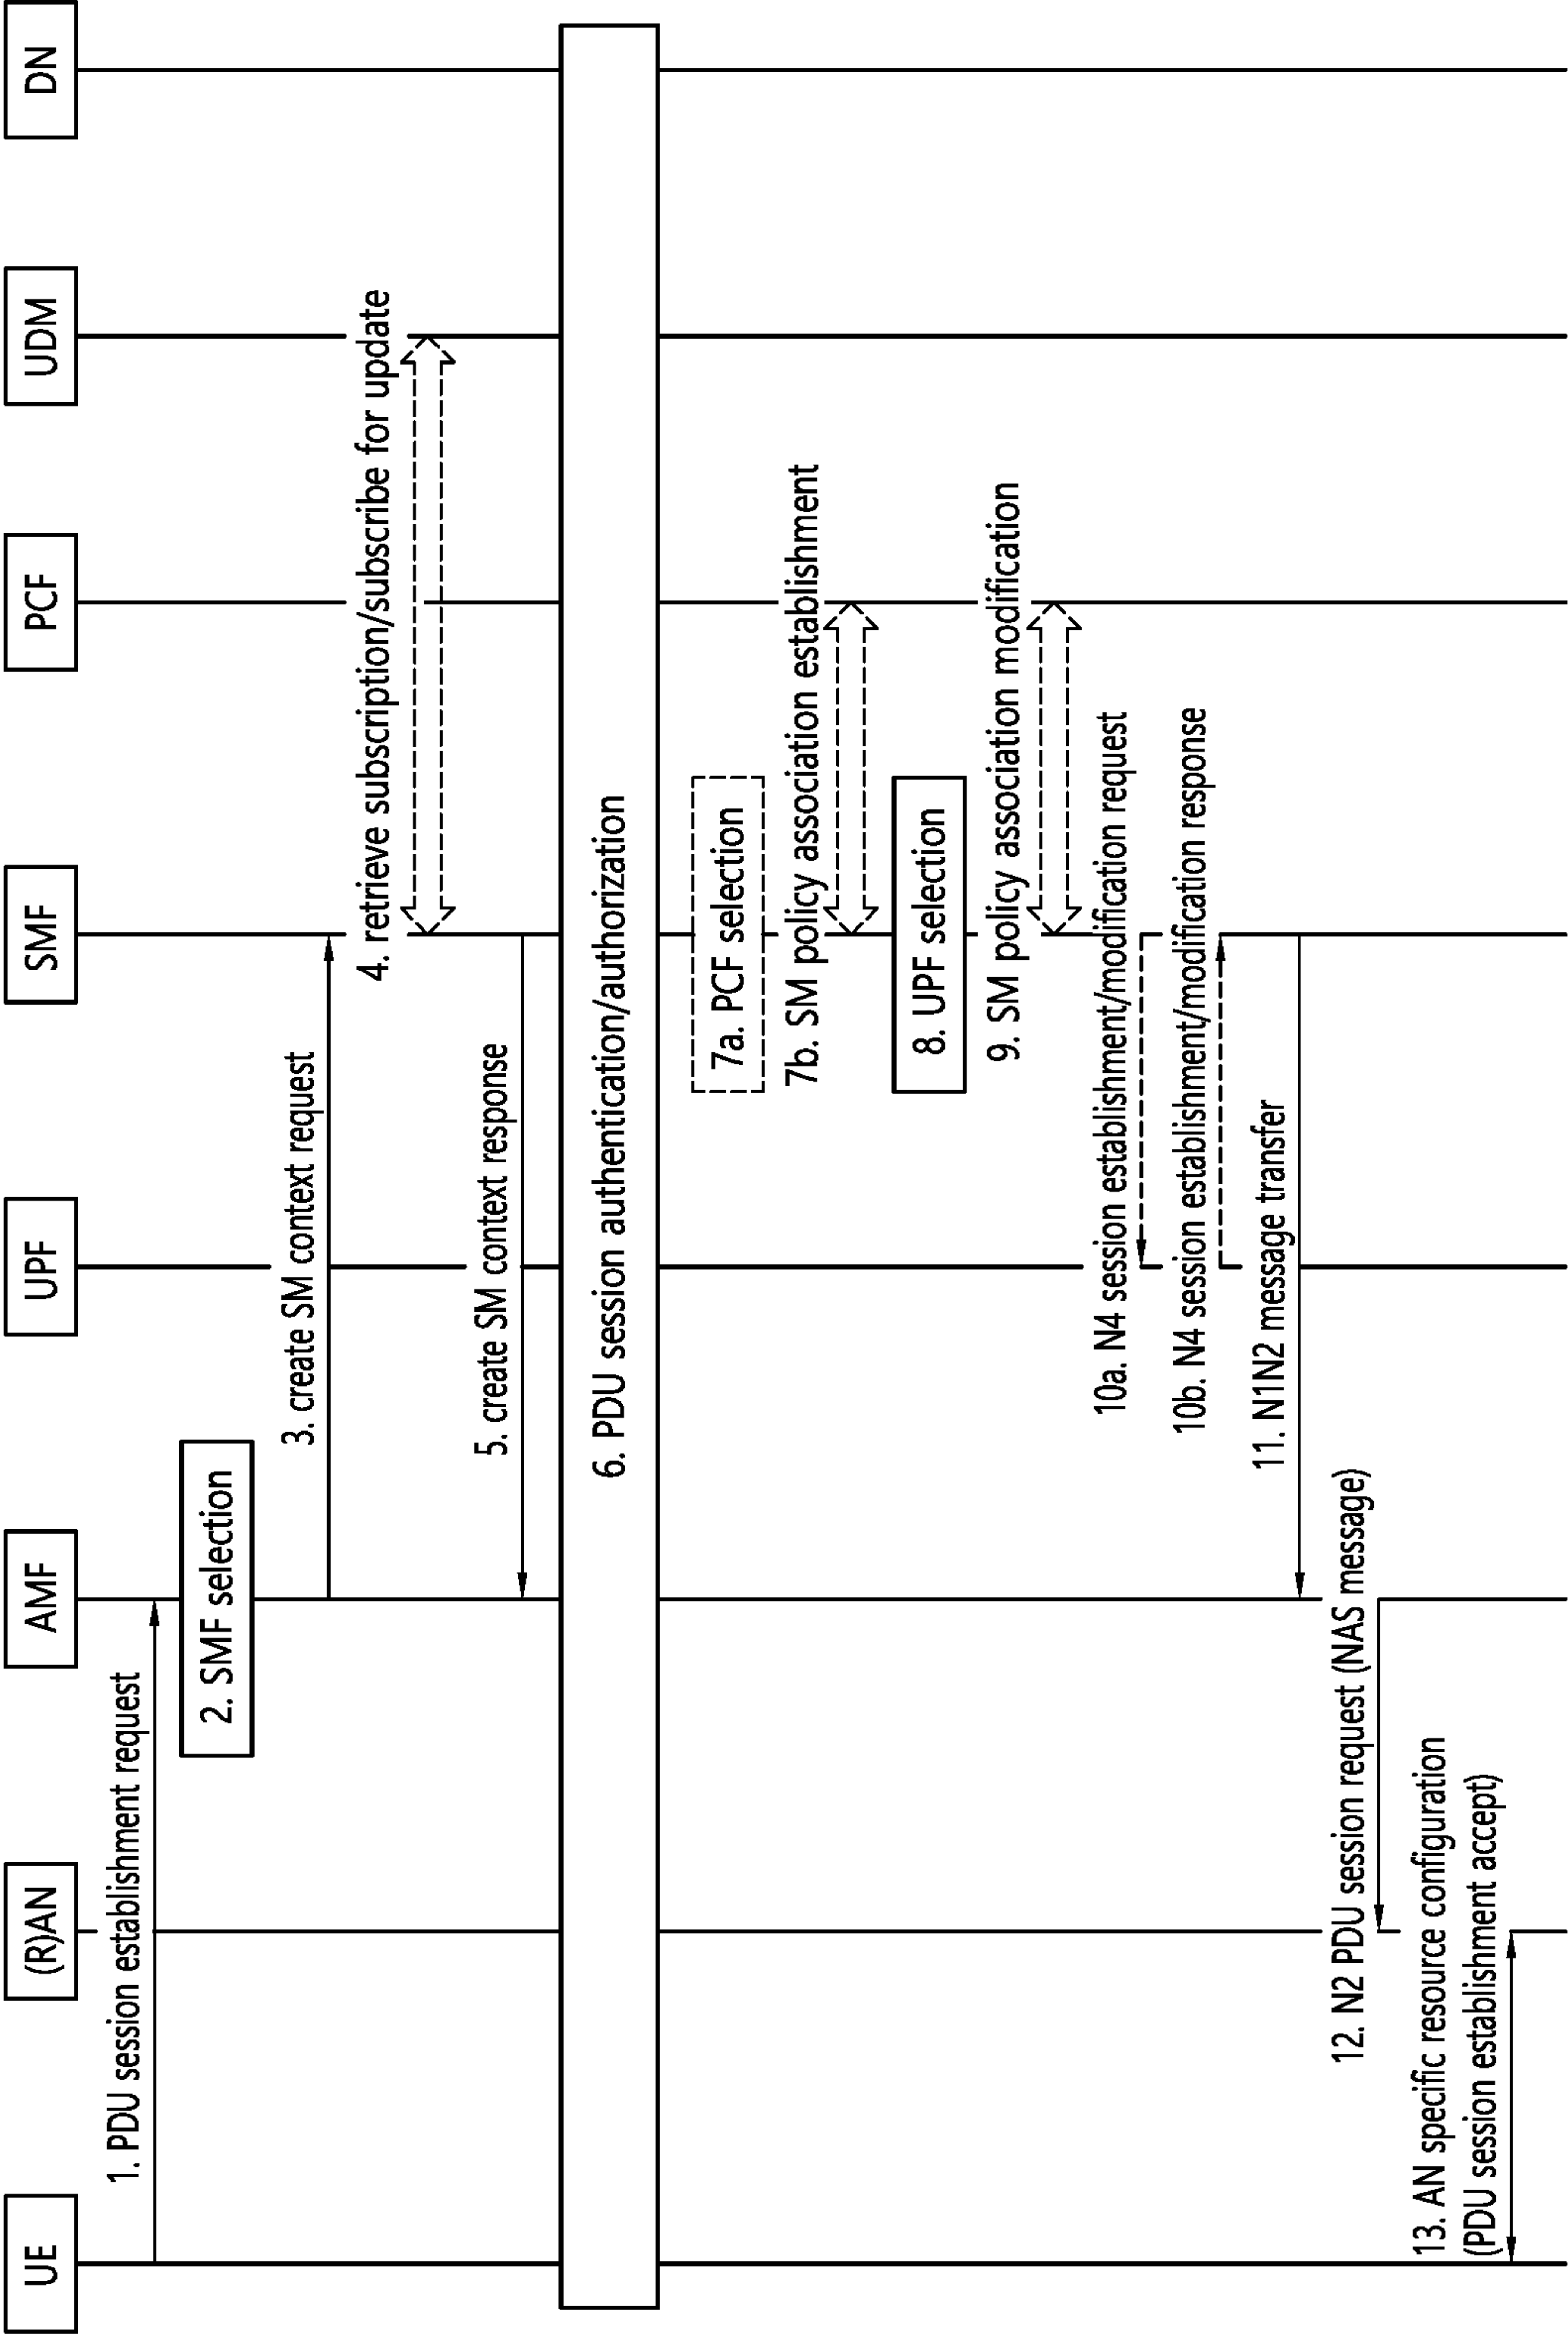 UE
(R)AN
AMF
UPF
SMF
PCF
UDM
DN
1. PDU session establishment request
2. SMF selection
3. create SM context request
4. retrieve subscription/subscribe for update
5. create SM context response
6. PDU session authentication/authorization
7a. PCF selection
7b. SM policy association establishment
8. UPF selection
9. SM policy association modification
10a. N4 session establishment/modification request
10b. N4 session establishment/modification response
11. N1N2 message transfer
12. N2 PDU session request (NAS message)
13. AN specific resource configuration
(PDU session establishment accept)